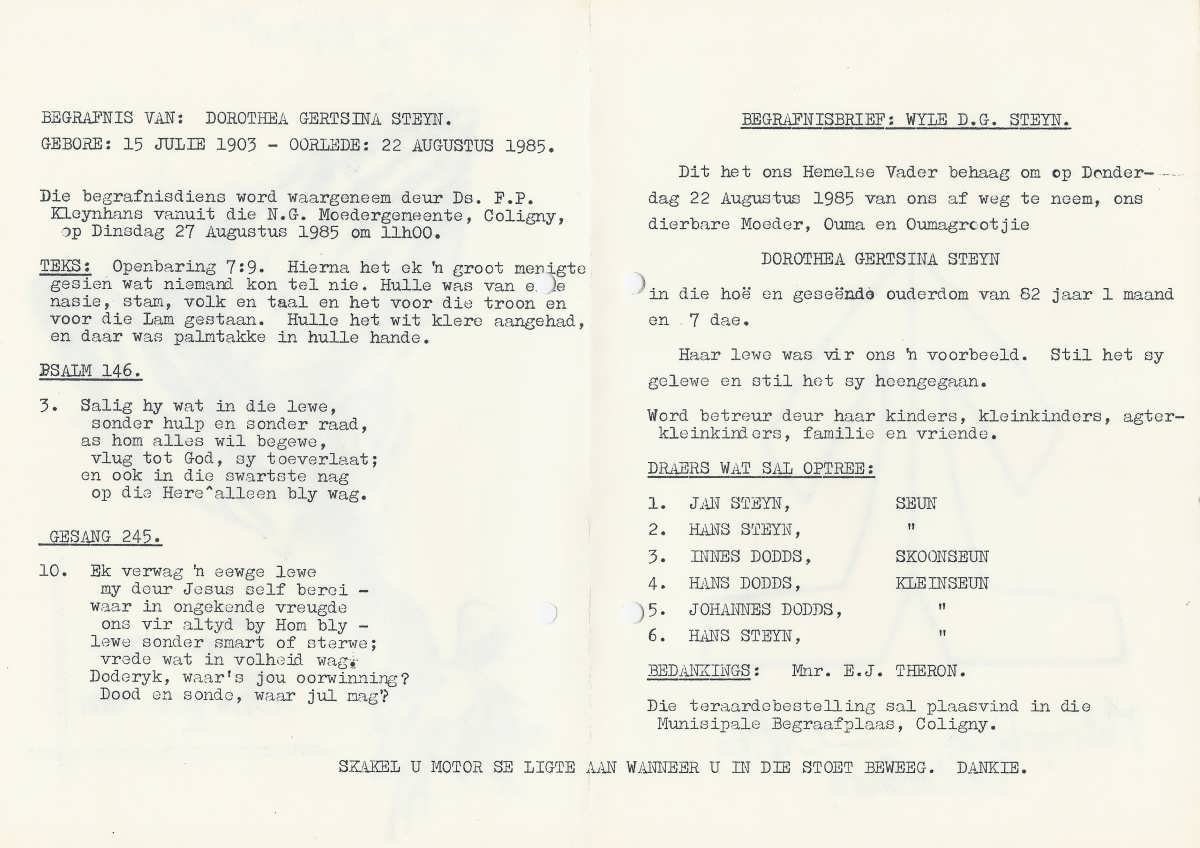 BEGRAFNIS VAN: DOROTHEA GERTSINA STEYN.
GEBORE: 15 JULIE 1903 - OORLEDE: 22 AUGUSTUS 1985.
Die begrafnisdiens word waargeneem deur Ds. F.P.
Kleynhans vanuit die N.G. Moedergemeente, Coligny,
op Dinsdag 27 Augustus 1985 om 11h00.
TEKS: Openbaring 7:9. Hierna het ek 'n groot menigte
gesien wat niemand kon tel nie. Hulle was van e
nasie, stam, volk en taal en het voor die troon en
voor die Lam gestaan. Hulle het wit klere aangehad,
en daar was palmtakke in hulle hande.
PSALM 146.
3. Salig hy wat in die lewe,
sonder hulp en sonder raad,
as hom alles wil begewe,
vlug tot God, sy toeverlaat;
en ook in die swartste nag
op die Here^alleen bly wag.
GESANG 245.
10. Ek verwag 'n eewge lewe
my deur Jesus self berei -
waar in ongekende vreugde
ons vir altyd by Hom bly -
lewe sonder smart of sterwe;
vrede wat in volheid wag.
Doderyk, waar's jou oorwinning?
Dood en sonde, waar jul mag?
BEGRAFNISBRIEF: WYLE D.G. STEYN.
Dit het ons Hemelse Vader behaag om op Donder-
dag 22 Augustus 1985 van ons af weg te neem, ons
dierbare Moeder, Ouma en Oumagrootjie
DOROTHEA GERTSINA STEYN
in die hoë en geseënde ouderdom van 82 jaar 1 maand
en 7 dae.
Haar lewe was vir ons 'n voorbeeld. Stil het sy
gelewe en stil het sy heengegaan.
Word betreur deur haar kinders, kleinkinders, agter-
kleinkinders, familie en vriende.
DRAERS WAT SAL OPTREE:
1. JAN STEYN, SEUN
2. HANS STEYN, "
3. INNES DODDS, SKOONSEUN
4. HANS DODDS, KLEINSEUN
5. JOHANNES DODDS, "
6. HANS STEYN, "
BEDANKINGS: Mnr. E.J. THERON.
Die teraardebestelling sal plaasvind in die
Munisipale Begraafplaas, Coligny.
SKAKEL U MOTOR SE LIGTE AAN WANNEER U IN DIE STOET BEWEEG. DANKIE.